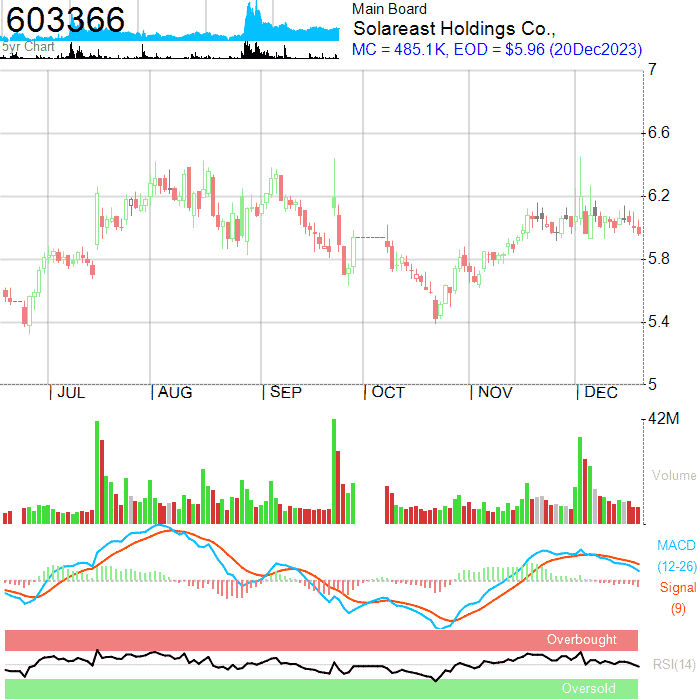 603366
5yr Chart
Main Board
Solareast Holdings Co.,
MC = 485.1K, EOD = $5.96 (20Dec2023)
7
6.6
6.2
5.8
5.4
5
JUL AUG SEP OCT NOV DEC
42M
Volume
MACD
(12-26)
Signal
(9)
Overbought
RSI(14)
Oversold